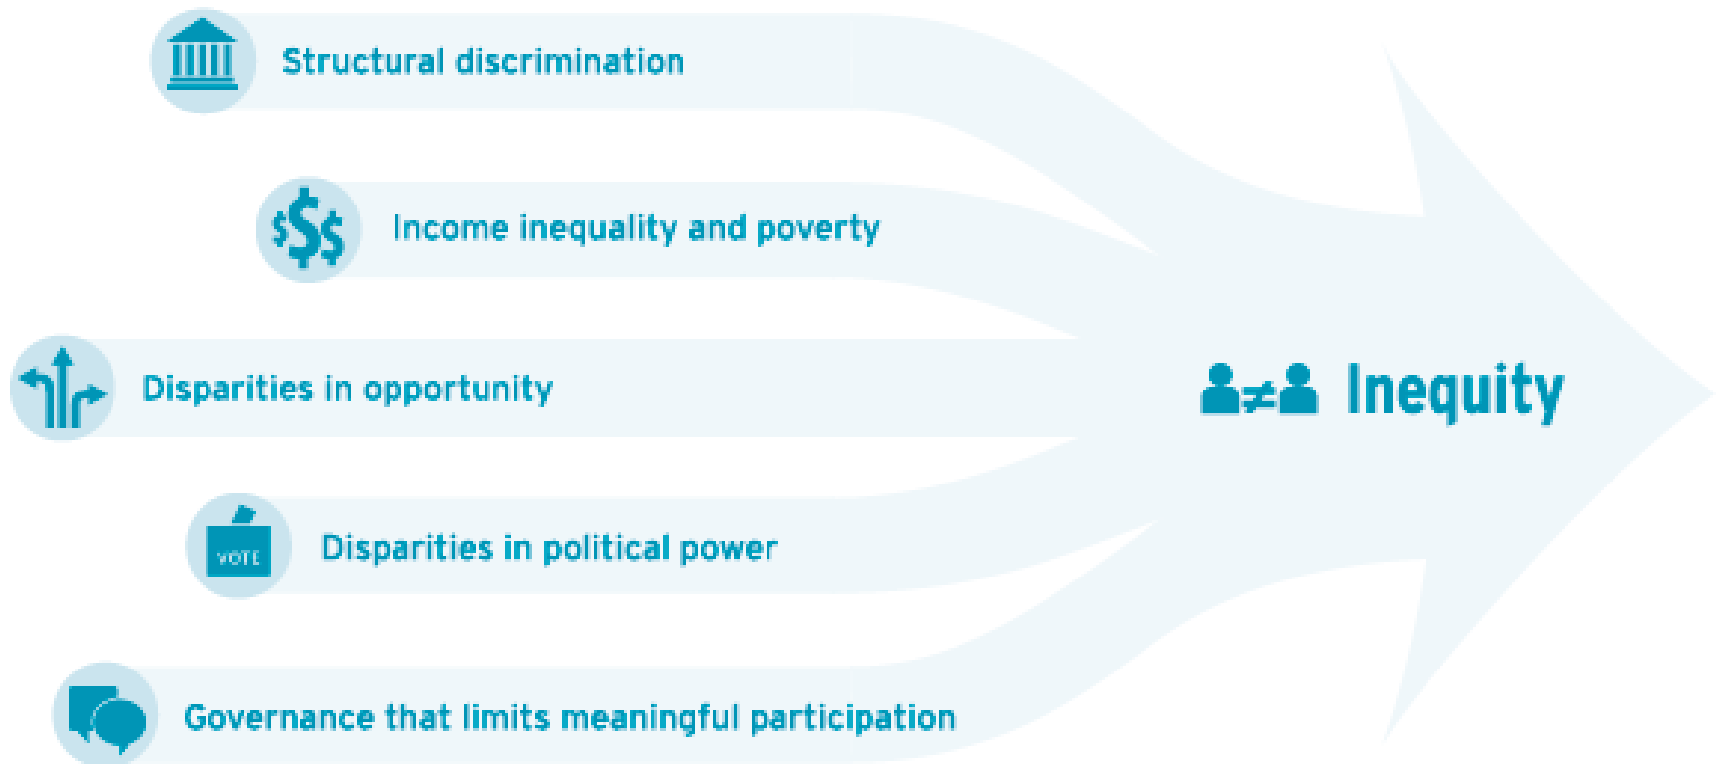 Structural discrimination
$$$ Income inequality and poverty
Disparities in opportunity
≠ Inequity
VOTE Disparities in political power
Governance that limits meaningful participation